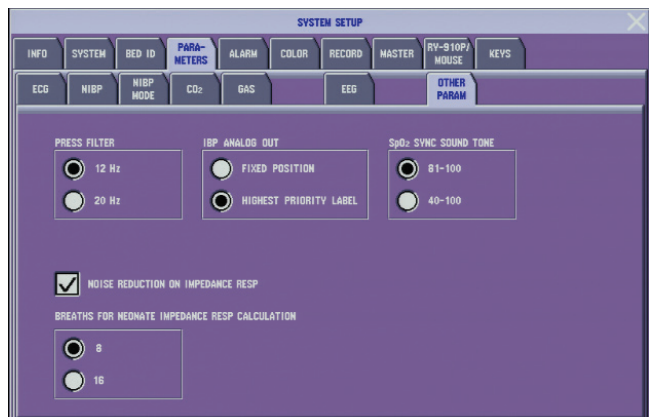 SYSTEM SETUP
INFO SYSTEM BED ID PARA-
METERS ALARM COLOR RECORD MASTER RY-910P/
MOUSE KEYS
ECG NIBP NIBP
MODE CO₂ GAS EEG OTHER
PARAM
PRESS FILTER IBP ANALOG OUT SpO₂ SYNC SOUND TONE
12 Hz FIXED POSITION 81-100
20 Hz HIGHEST PRIORITY LABEL 40-100
NOISE REDUCTION ON IMPEDANCE RESP
BREATHS FOR NEONATE IMPEDANCE RESP CALCULATION
8
16